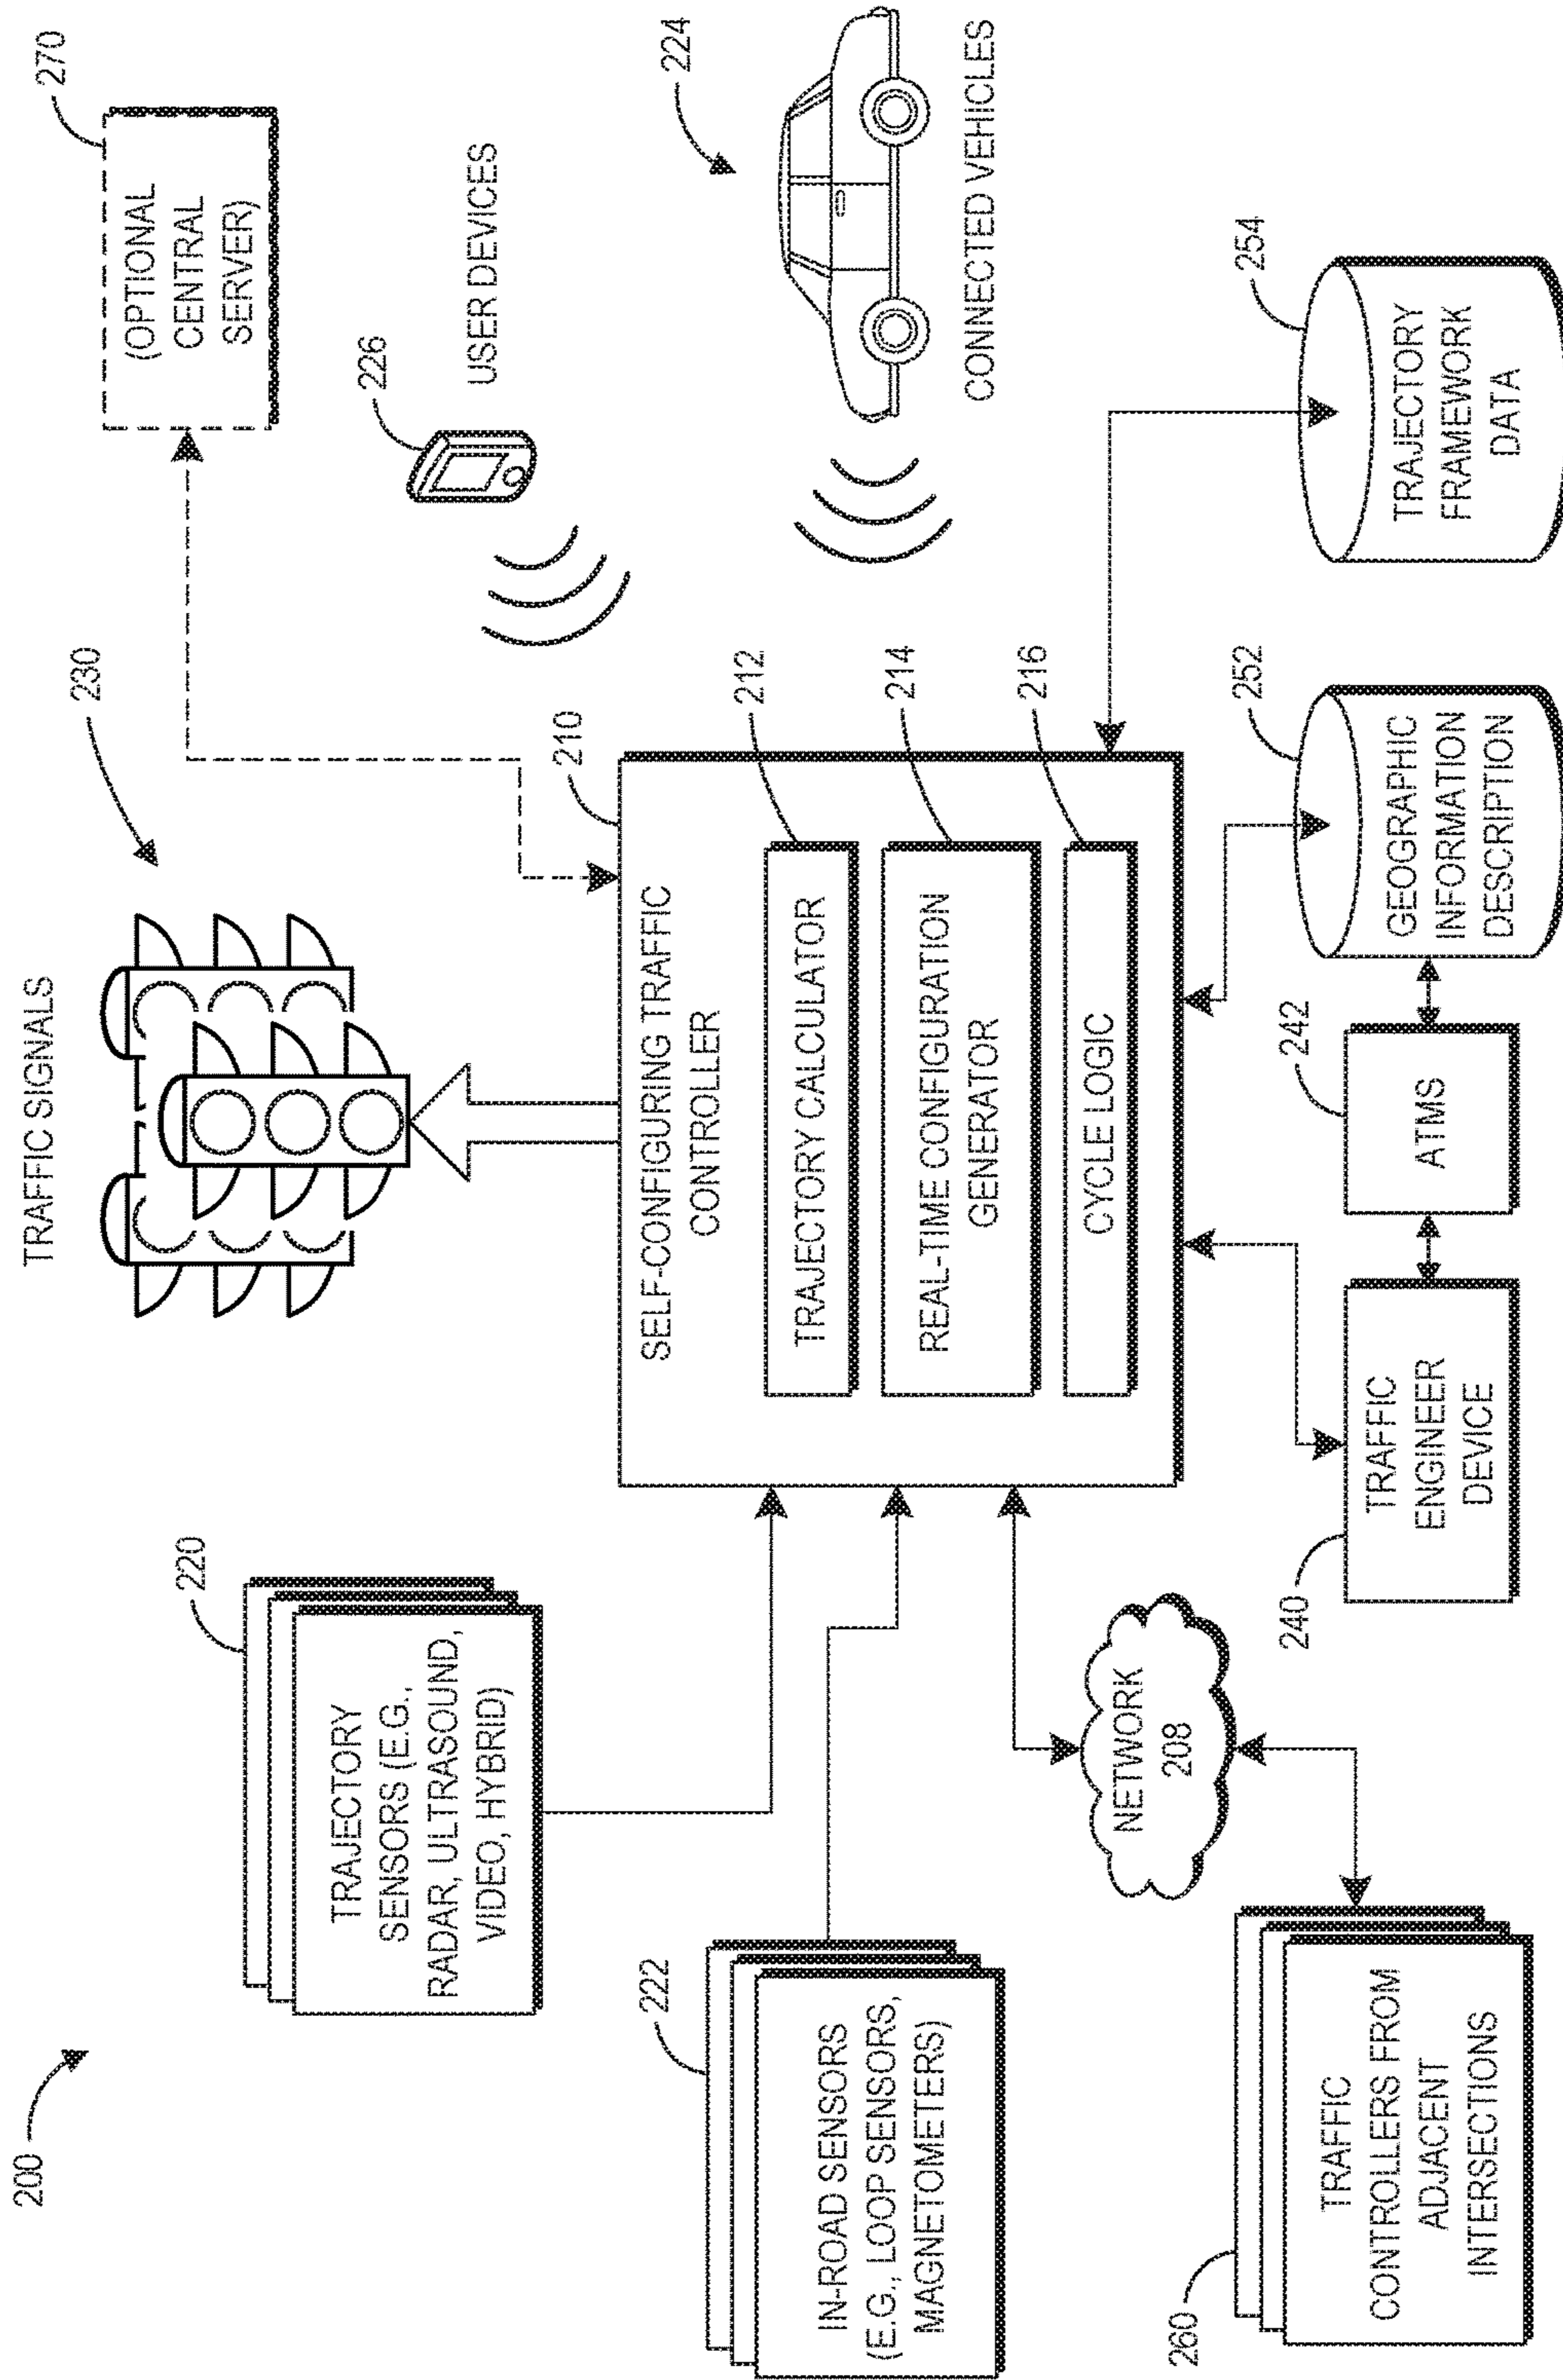 200
TRAFFIC SIGNALS
230
270
(OPTIONAL
CENTRAL
SERVER)
220
TRAJECTORY
SENSORS (E.G.,
RADAR, ULTRASOUND,
VIDEO, HYBRID)
226
USER DEVICES
222
IN-ROAD SENSORS
(E.G., LOOP SENSORS,
MAGNETOMETERS)
210
SELF-CONFIGURING TRAFFIC
CONTROLLER
212
TRAJECTORY CALCULATOR
214
REAL-TIME CONFIGURATION
GENERATOR
216
CYCLE LOGIC
224
CONNECTED VEHICLES
NETWORK
208
260
TRAFFIC
CONTROLLERS FROM
ADJACENT
INTERSECTIONS
240
TRAFFIC
ENGINEER
DEVICE
242
ATMS
252
GEOGRAPHIC
INFORMATION
DESCRIPTION
254
TRAJECTORY
FRAMEWORK
DATA